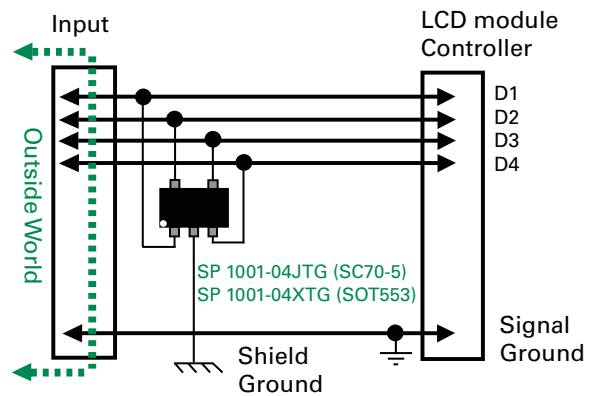 Input
LCD module
Controller
D1
D2
D3
D4
Outside World
SP 1001-04JTG (SC70-5)
SP 1001-04XTG (SOT553)
Signal
Ground
Shield
Ground